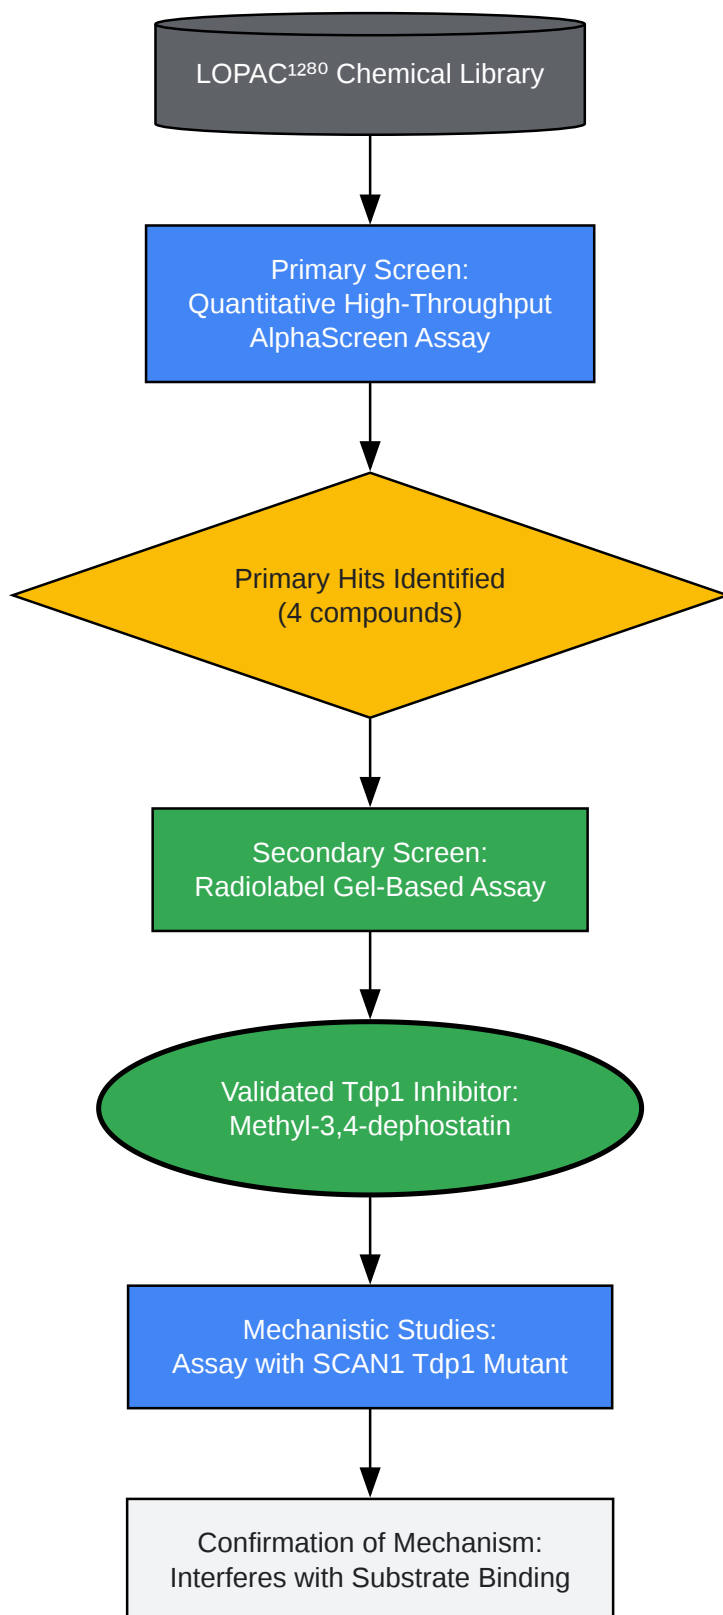 LOPAC¹²⁸⁰ Chemical Library
Primary Screen:
Quantitative High-Throughput
AlphaScreen Assay
Primary Hits Identified
(4 compounds)
Secondary Screen:
Radiolabel Gel-Based Assay
Validated Tdp1 Inhibitor:
Methyl-3,4-dephostatin
Mechanistic Studies:
Assay with SCAN1 Tdp1 Mutant
Confirmation of Mechanism:
Interferes with Substrate Binding